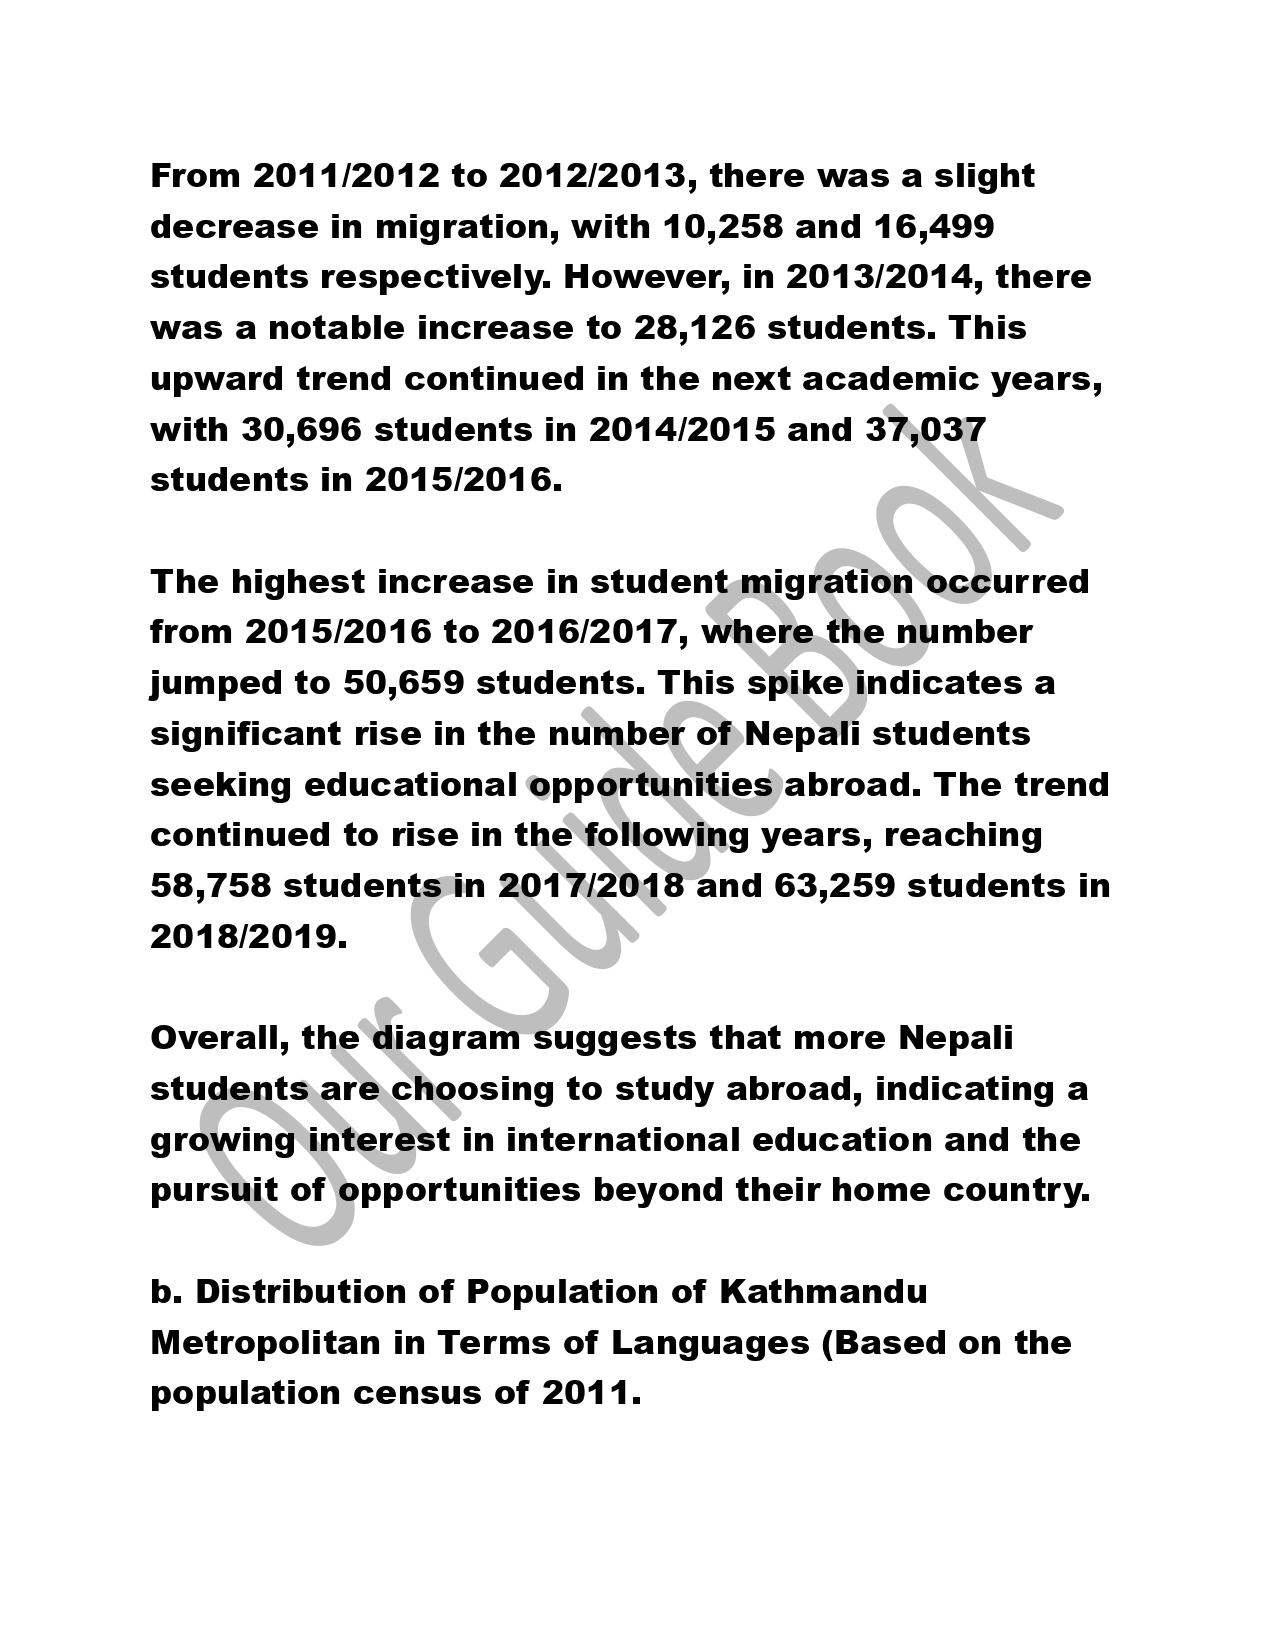 From 2011/2012 to 2012/2013, there was a slight
decrease in migration, with 10,258 and 16,499
students respectively. However, in 2013/2014, there
was a notable increase to 28,126 students. This
upward trend continued in the next academic years,
with 30,696 students in 2014/2015 and 37,037
students in 2015/2016.
The highest increase in student migration occurred
from 2015/2016 to 2016/2017, where the number
jumped to 50,659 students. This spike indicates a
significant rise in the number of Nepali students
seeking educational opportunities abroad. The trend
continued to rise in the following years, reaching
58,758 students in 2017/2018 and 63,259 students in
2018/2019.
Overall, the diagram suggests that more Nepali
students are choosing to study abroad, indicating a
growing interest in international education and the
pursuit of opportunities beyond their home country.
b. Distribution of Population of Kathmandu
Metropolitan in Terms of Languages (Based on the
population census of 2011.
Our Guide Book